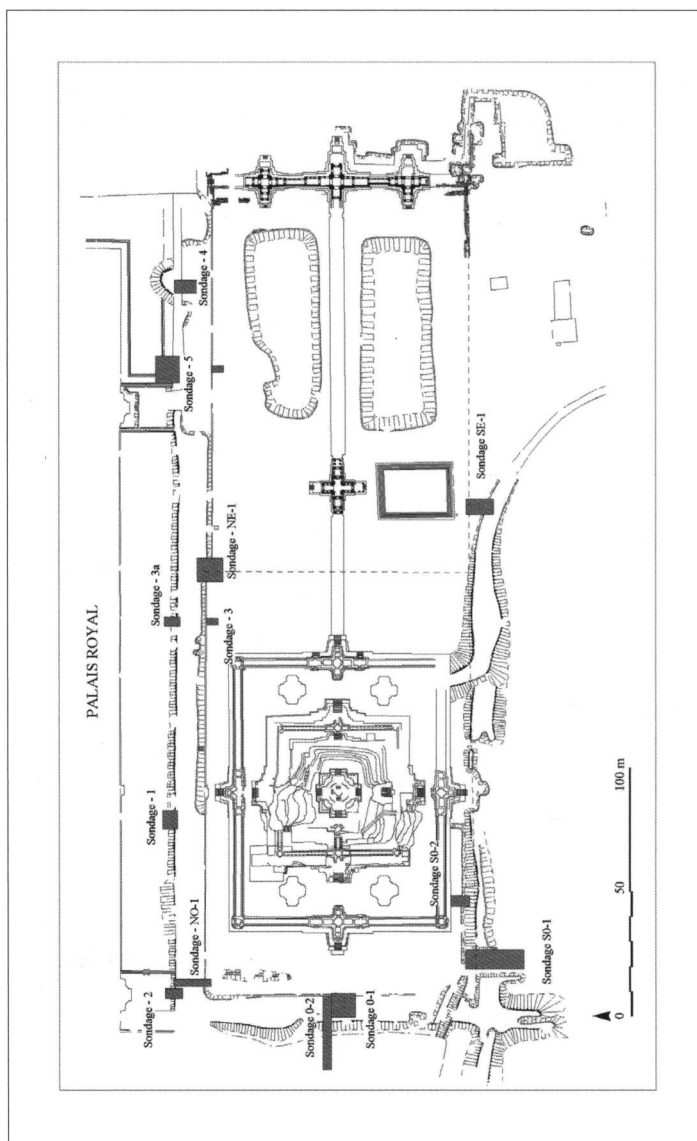 PALAIS ROYAL
Sondage - 4
Sondage - 5
Sondage - NE-1
Sondage - 3a
Sondage - 3
Sondage - 1
Sondage - NO-1
Sondage - 2
Sondage 0-2
Sondage 0-1
Sondage SE-1
Sondage S0-2
Sondage S0-1
0
50
100 m